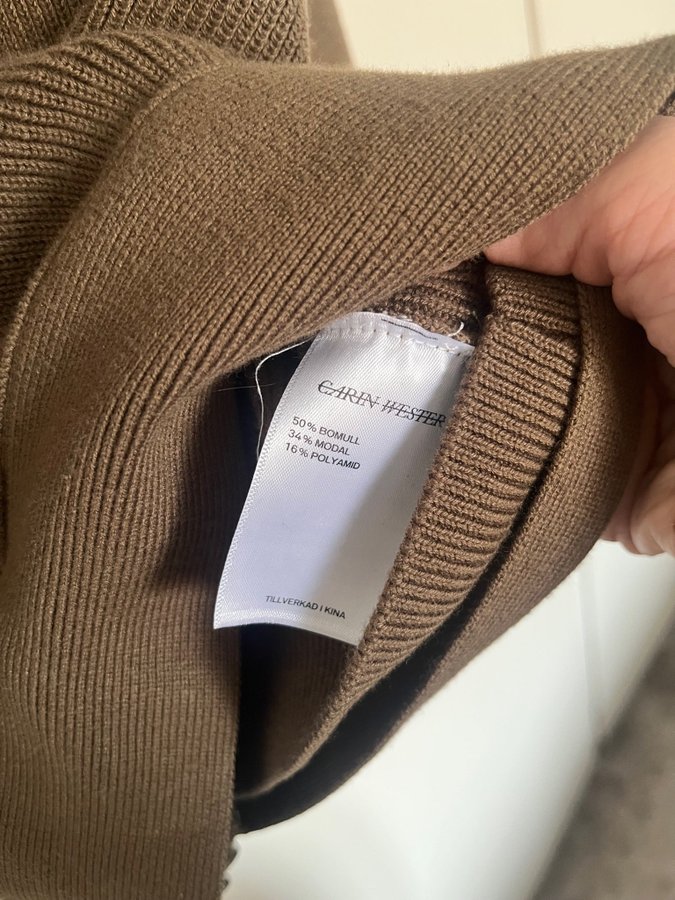 CARIN WESTER
50% BOMULL
34% MODAL
16% POLYAMID
TILLVERKAD I KINA